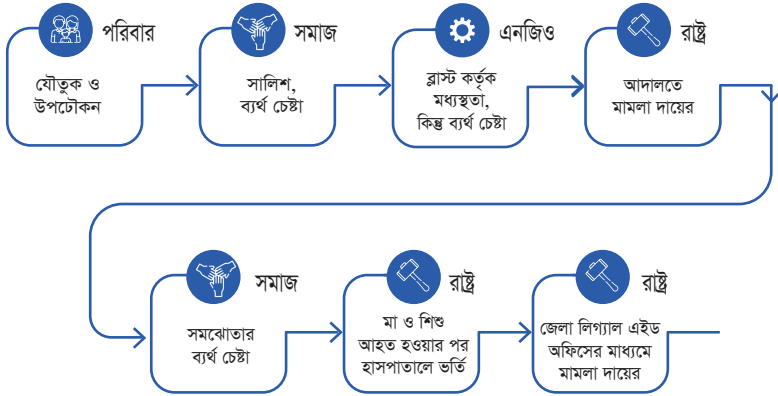 পরিবার
যৌতুক ও
উপঢৌকন
সমাজ
সালিশ,
ব্যর্থ চেষ্টা
এনজিও
ব্লাস্ট কর্তৃক
মধ্যস্থতা,
কিন্তু ব্যর্থ চেষ্টা
রাষ্ট্র
আদালতে
মামলা দায়ের
সমাজ
সমঝোতার
ব্যর্থ চেষ্টা
রাষ্ট্র
মা ও শিশু
আহত হওয়ার পর
হাসপাতালে ভর্তি
রাষ্ট্র
জেলা লিগ্যাল এইড
অফিসের মাধ্যমে
মামলা দায়ের